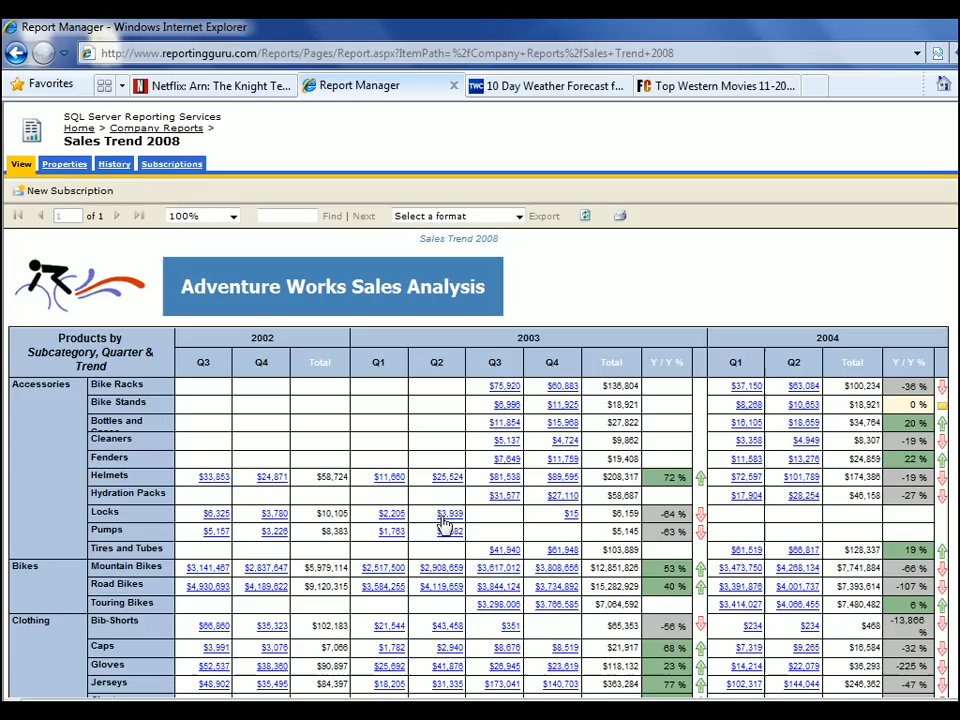 Report Manager - Windows Internet Explorer
http://www.reportingguru.com/Reports/Pages/Report.aspx?ItemPath=%2fCompany+Reports%2fSales+Trend+2008
Favorites Netflix: Arn: The Knight Te... Report Manager 10 Day Weather Forecast f... Top Western Movies 11-20...
SQL Server Reporting Services
Home > Company Reports >
Sales Trend 2008
View Properties History Subscriptions
New Subscription
1 of 1 100% Find | Next Select a format Export
Sales Trend 2008
Adventure Works Sales Analysis
Products by Subcategory, Quarter & Trend 2002 2003 2004
Q3 Q4 Total Q1 Q2 Q3 Q4 Total Y / Y % Q1 Q2 Total Y / Y %
Accessories Bike Racks $75,920 $60,883 $136,804 $37,150 $63,084 $100,234 -36 %
Bike Stands $6,996 $11,925 $18,921 $8,268 $10,653 $18,921 0 %
Bottles and $11,854 $15,968 $27,822 $16,105 $18,659 $34,764 20 %
Cleaners $5,137 $4,724 $9,862 $3,358 $4,949 $8,307 -19 %
Fenders $7,649 $11,759 $19,408 $11,583 $13,276 $24,859 22 %
Helmets $33,853 $24,871 $58,724 $11,660 $25,524 $81,538 $89,595 $208,317 72 % $72,597 $101,789 $174,386 -19 %
Hydration Packs $31,577 $27,110 $58,687 $17,904 $28,254 $46,158 -27 %
Locks $6,325 $3,780 $10,105 $2,205 $3,939 $15 $6,159 -64 %
Pumps $5,157 $3,226 $8,383 $1,763 $5,145 -63 %
Tires and Tubes $41,940 $61,948 $103,889 $61,519 $66,817 $128,337 19 %
Bikes Mountain Bikes $3,141,467 $2,837,647 $5,979,114 $2,517,500 $2,908,659 $3,617,012 $3,808,656 $12,851,826 53 % $3,473,750 $4,268,134 $7,741,884 -66 %
Road Bikes $4,930,693 $4,189,622 $9,120,315 $3,584,255 $4,119,659 $3,844,124 $3,734,892 $15,282,929 40 % $3,391,876 $4,001,737 $7,393,614 -107 %
Touring Bikes $3,298,006 $3,766,585 $7,064,592 $3,414,027 $4,066,455 $7,480,482 6 %
Clothing Bib-Shorts $66,860 $35,323 $102,183 $21,544 $43,458 $351 $65,353 -56 % $234 $234 $468 -13,866 %
Caps $3,991 $3,076 $7,066 $1,782 $2,940 $8,676 $8,519 $21,917 68 % $7,319 $9,265 $16,584 -32 %
Gloves $52,537 $38,360 $90,897 $25,692 $41,876 $26,945 $23,619 $118,132 23 % $14,214 $22,079 $36,293 -225 %
Jerseys $48,902 $35,495 $84,397 $18,205 $31,335 $173,041 $140,703 $363,284 77 % $102,317 $144,044 $246,362 -47 %